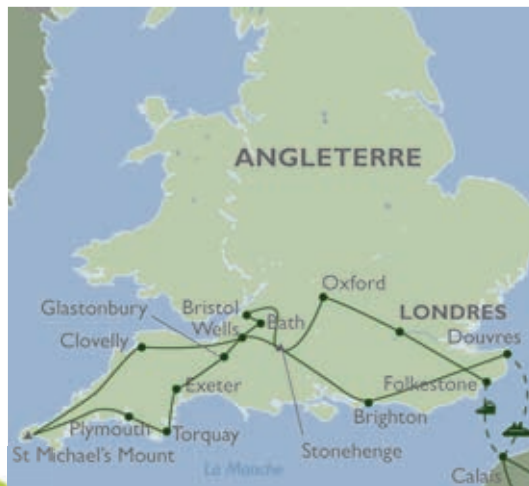 ANGLETERRE
Oxford
Glastonbury
Bristol
LONDRES
Wells
Bath
Clovelly
Douvres
Exeter
Folkestone
Plymouth
Torquay
Brighton
St Michael's Mount
Stonehenge
La Manche
Calais